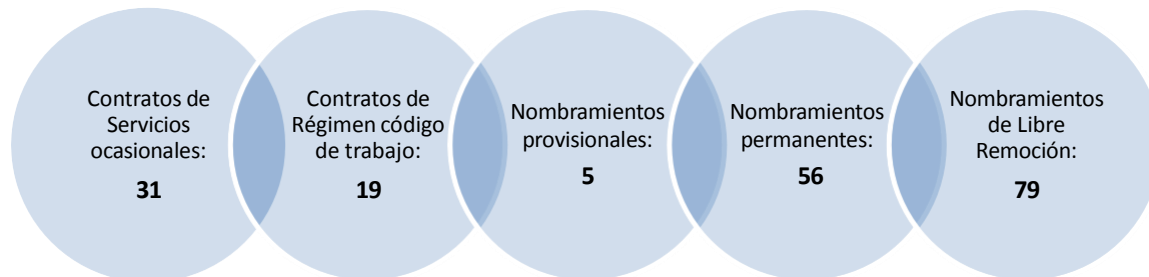 Contratos de
Servicios
ocasionales:
31
Contratos de
Régimen código
de trabajo:
19
Nombramientos
provisionales:
5
Nombramientos
permanentes:
56
Nombramientos
de Libre
Remoción:
79